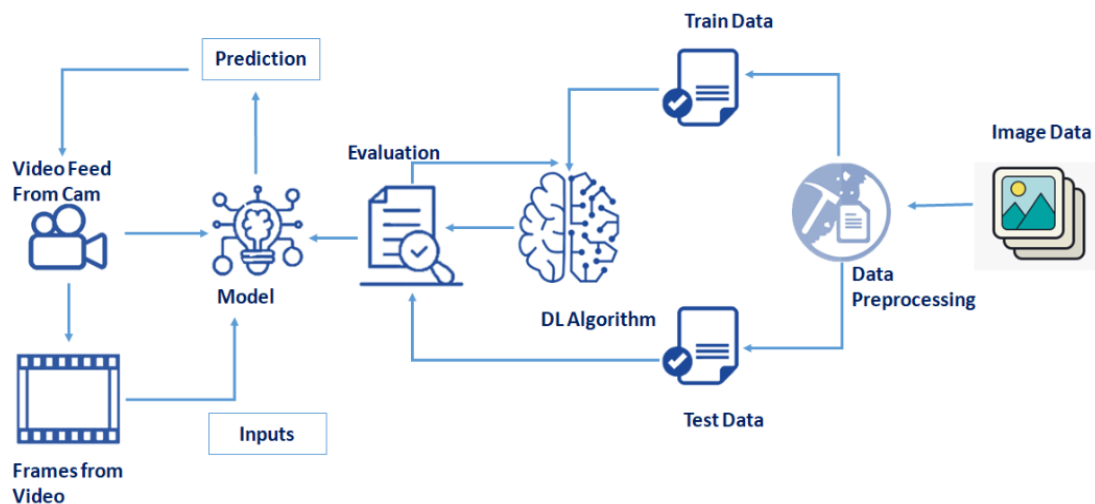 Train Data
Prediction
Image Data
Evaluation
Video Feed
From Cam
Data
Preprocessing
Model
DL Algorithm
Test Data
Inputs
Frames from
Video